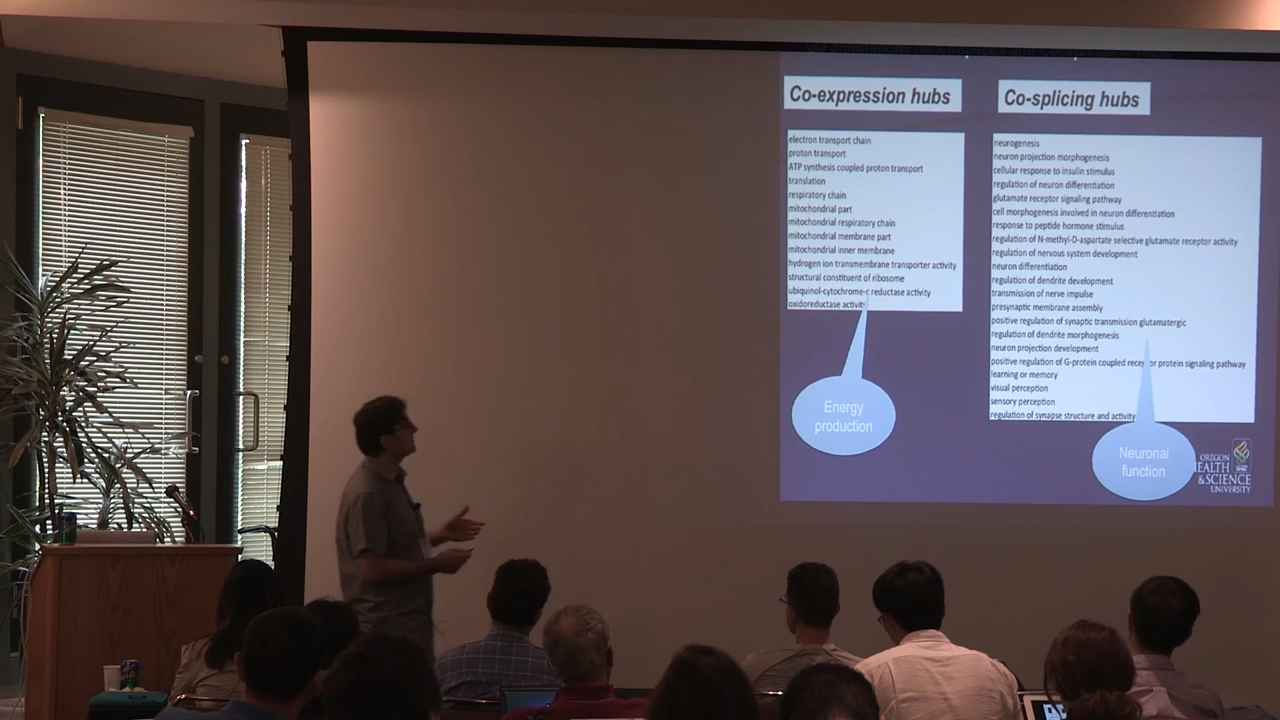 Co-expression hubs
electron transport chain
proton transport
ATP synthesis coupled proton transport
translation
respiratory chain
mitochondrial part
mitochondrial respiratory chain
mitochondrial membrane part
mitochondrial inner membrane
hydrogen ion transmembrane transporter activity
structural constituent of ribosome
ubiquinol-cytochrome-c reductase activity
oxidoreductase activity
Energy
production
Co-splicing hubs
neurogenesis
neuron projection morphogenesis
cellular response to insulin stimulus
regulation of neuron differentiation
glutamate receptor signaling pathway
cell morphogenesis involved in neuron differentiation
response to peptide hormone stimulus
regulation of N-methyl-D-aspartate selective glutamate receptor activity
regulation of nervous system development
neuron differentiation
regulation of dendrite development
transmission of nerve impulse
presynaptic membrane assembly
positive regulation of synaptic transmission glutamatergic
regulation of dendrite morphogenesis
neuron projection development
positive regulation of G-protein coupled receptor protein signaling pathway
learning or memory
visual perception
sensory perception
regulation of synapse structure and activity
Neuronal
function
OREGON
HEALTH
&SCIENCE
UNIVERSITY